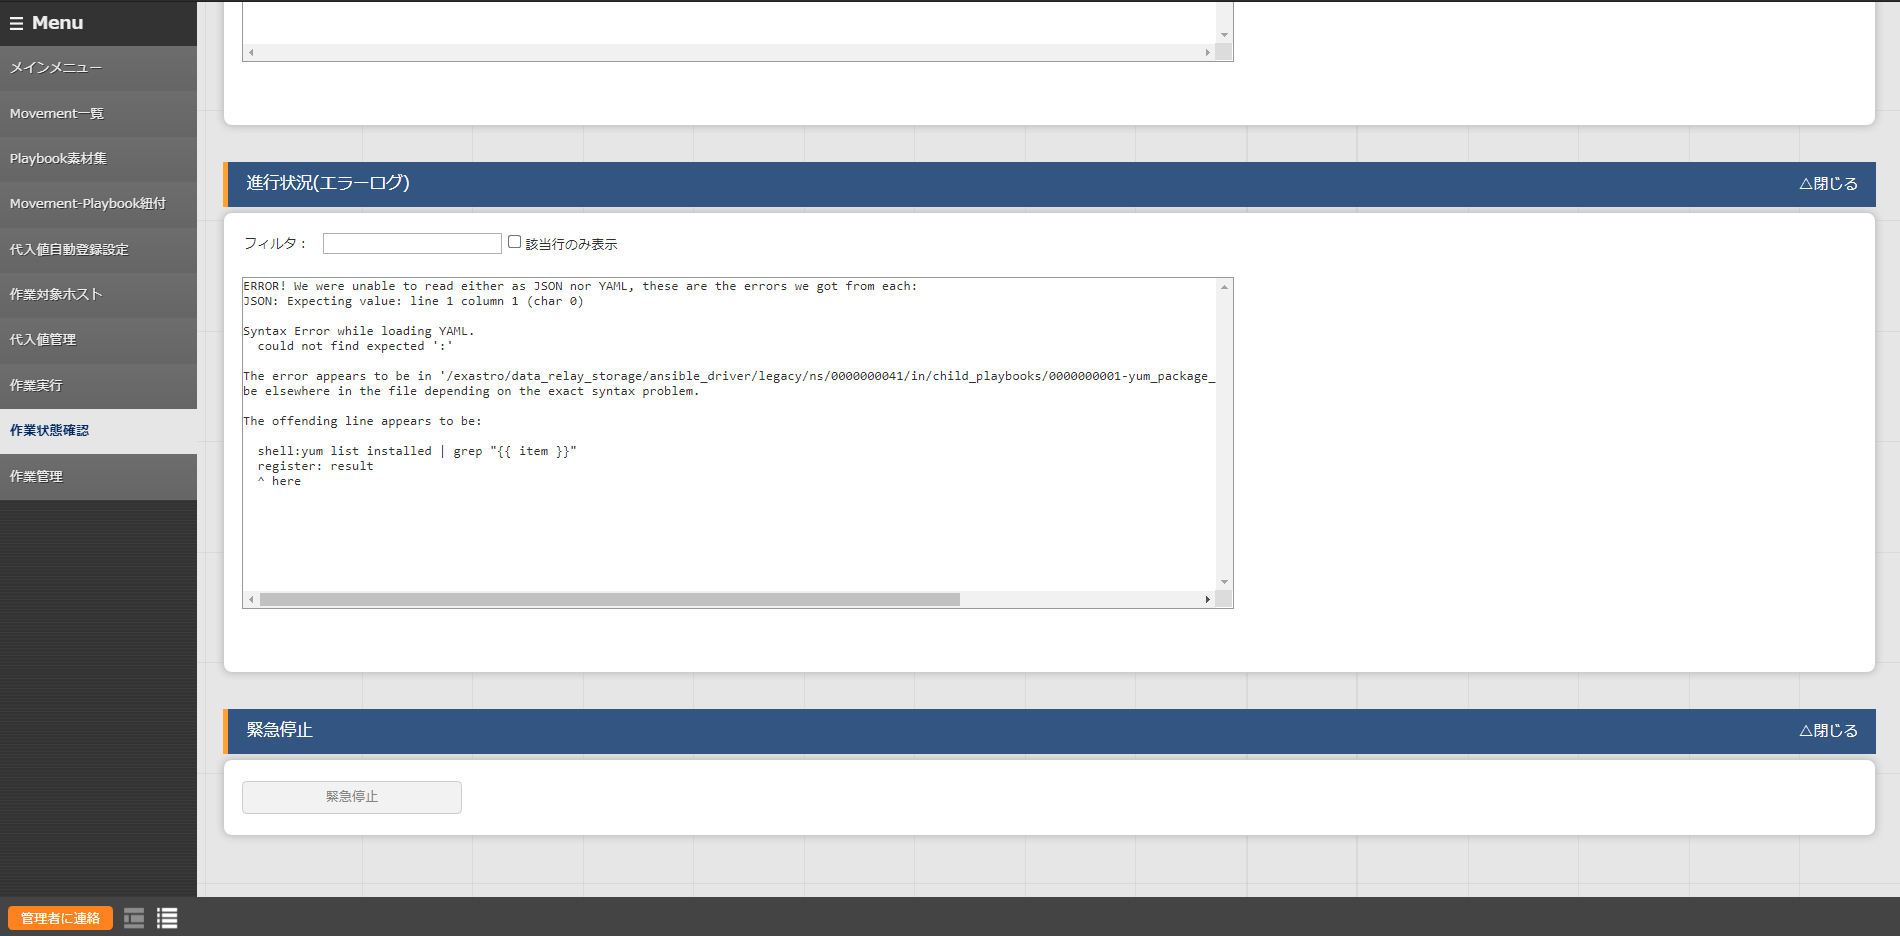 Menu
メインメニュー
Movement一覧
Playbook素材集
Movement-Playbook紐付
代入値自動登録設定
作業対象ホスト
代入値管理
作業実行
作業状態確認
作業管理
進行状況(エラーログ)
△閉じる
フィルタ：
該当行のみ表示
ERROR! We were unable to read either as JSON nor YAML, these are the errors we got from each:
JSON: Expecting value: line 1 column 1 (char 0)
Syntax Error while loading YAML.
could not find expected ':'
The error appears to be in '/exastro/data_relay_storage/ansible_driver/legacy/ns/0000000041/in/child_playbooks/0000000001-yum_package_
be elsewhere in the file depending on the exact syntax problem.
The offending line appears to be:
shell:yum list installed | grep "{{ item }}"
register: result
^ here
緊急停止
△閉じる
緊急停止
管理者に連絡